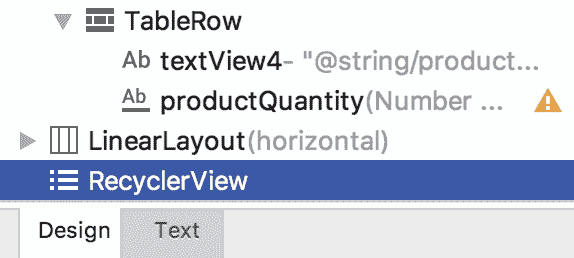 TableRow
Ab textView4- "@string/product...
Ab productQuantity(Number ...
LinearLayout(horizontal)
RecyclerView
Design Text